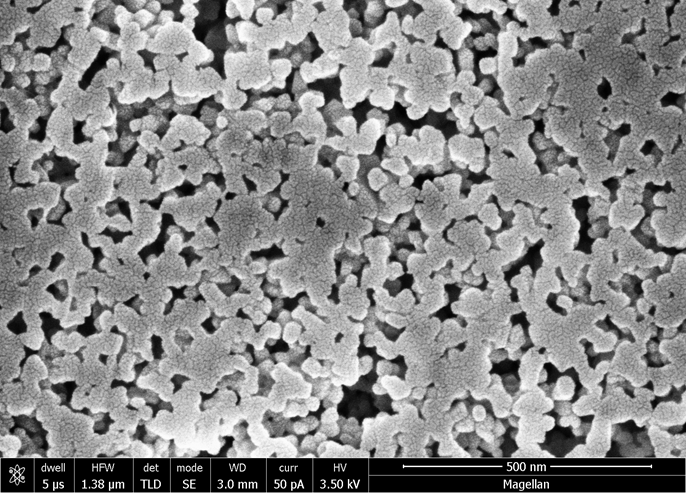 dwell HFW det mode WD curr HV 500 nm
5 µs 1.38 µm TLD SE 3.0 mm 50 pA 3.50 kV Magellan